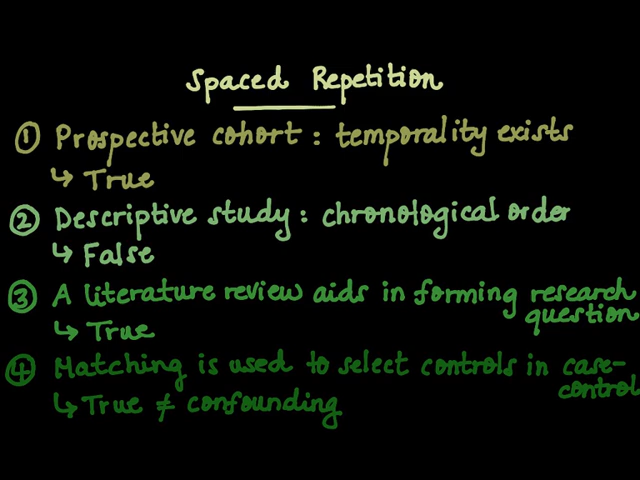 Spaced Repetition
① Prospective cohort : temporality exists
↳ True
② Descriptive study : chronological order
↳ False
③ A literature review aids in forming research question
↳ True
④ Matching is used to select controls in case-control
↳ True ≠ confounding